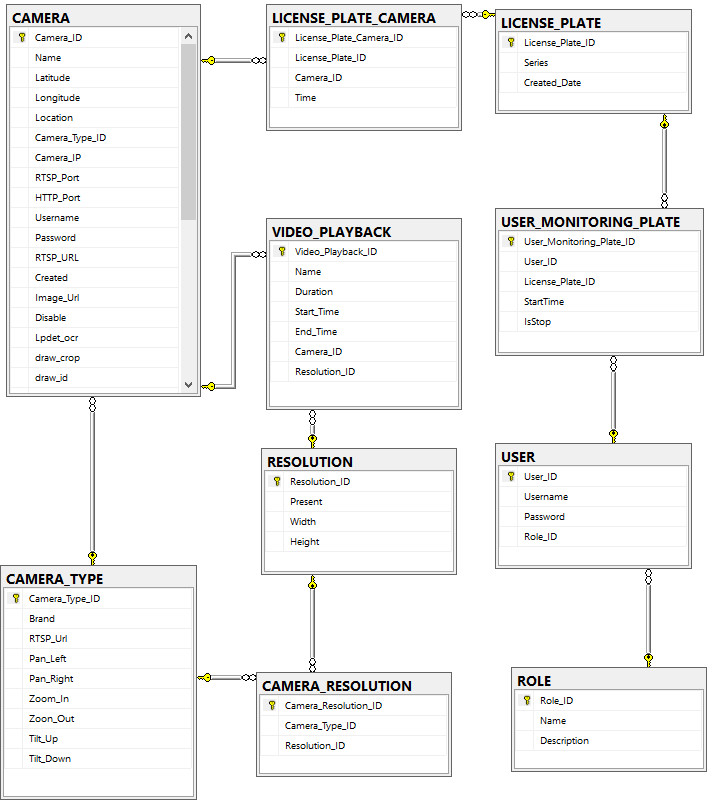 CAMERA
Camera_ID
Name
Latitude
Longitude
Location
Camera_Type_ID
Camera_IP
RTSP_Port
HTTP_Port
Username
Password
RTSP_URL
Created
Image_Url
Disable
Lpdet_ocr
draw_crop
draw_id
LICENSE_PLATE_CAMERA
License_Plate_Camera_ID
License_Plate_ID
Camera_ID
Time
LICENSE_PLATE
License_Plate_ID
Series
Created_Date
VIDEO_PLAYBACK
Video_Playback_ID
Name
Duration
Start_Time
End_Time
Camera_ID
Resolution_ID
USER_MONITORING_PLATE
User_Monitoring_Plate_ID
User_ID
License_Plate_ID
StartTime
IsStop
RESOLUTION
Resolution_ID
Present
Width
Height
USER
User_ID
Username
Password
Role_ID
CAMERA_TYPE
Camera_Type_ID
Brand
RTSP_Url
Pan_Left
Pan_Right
Zoom_In
Zoon_Out
Tilt_Up
Tilt_Down
CAMERA_RESOLUTION
Camera_Resolution_ID
Camera_Type_ID
Resolution_ID
ROLE
Role_ID
Name
Description